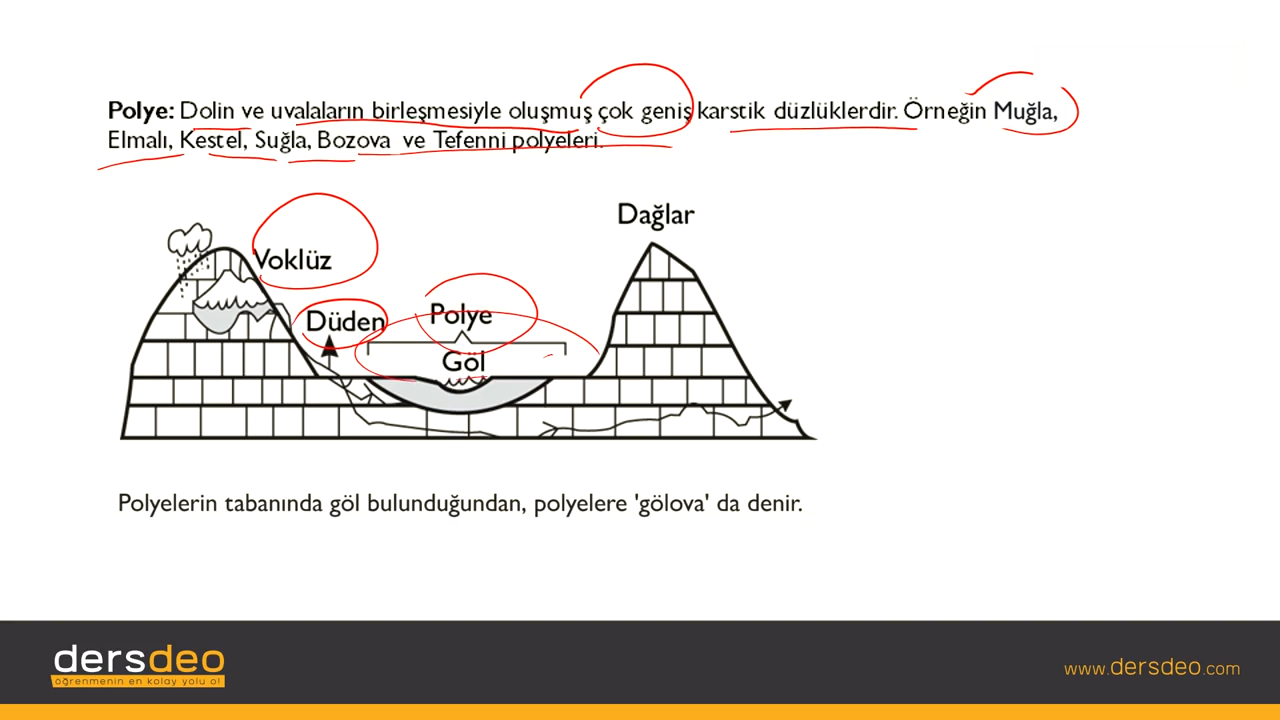 Polye: Dolin ve uvalaların birleşmesiyle oluşmuş çok geniş karstik düzlüklerdir. Örneğin Muğla,
Elmalı, Kestel, Suğla, Bozova ve Tefenni polyeleri.
Dağlar
Voklüz
Düden
Polye
Göl
Polyelerin tabanında göl bulunduğundan, polyelere 'gölova' da denir.
dersdeo
öğrenmenin en kolay yolu o!
www.dersdeo.com